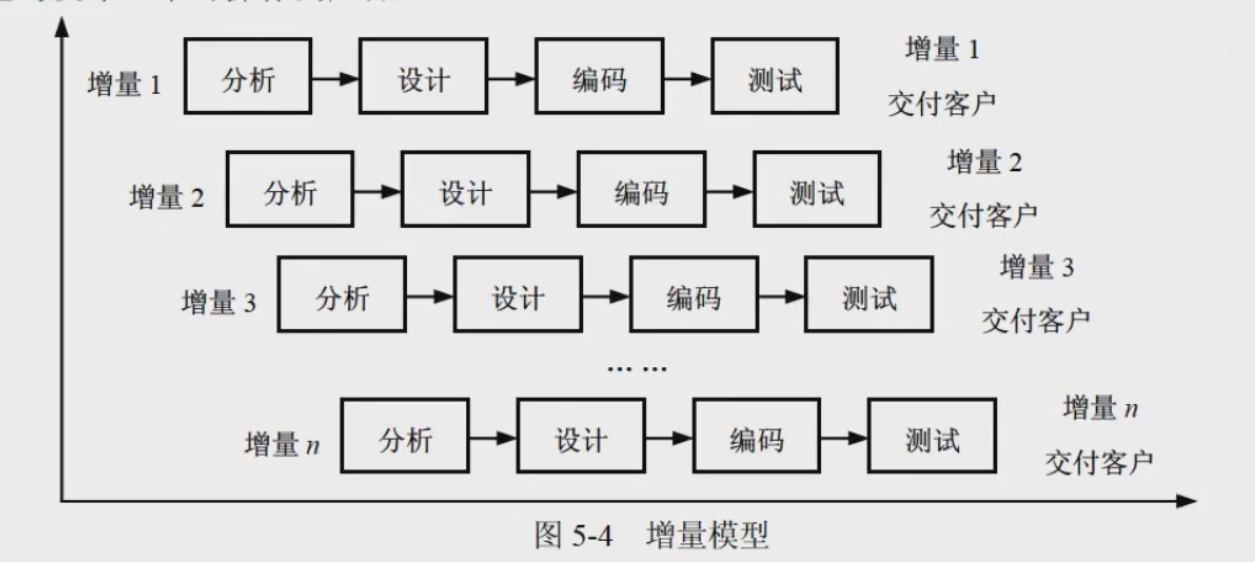 增量 1 分析 设计 编码 测试 增量 1
交付客户
增量 2 分析 设计 编码 测试 增量 2
交付客户
增量 3 分析 设计 编码 测试 增量 3
交付客户
... ...
增量 n 分析 设计 编码 测试 增量 n
交付客户
图 5-4 增量模型